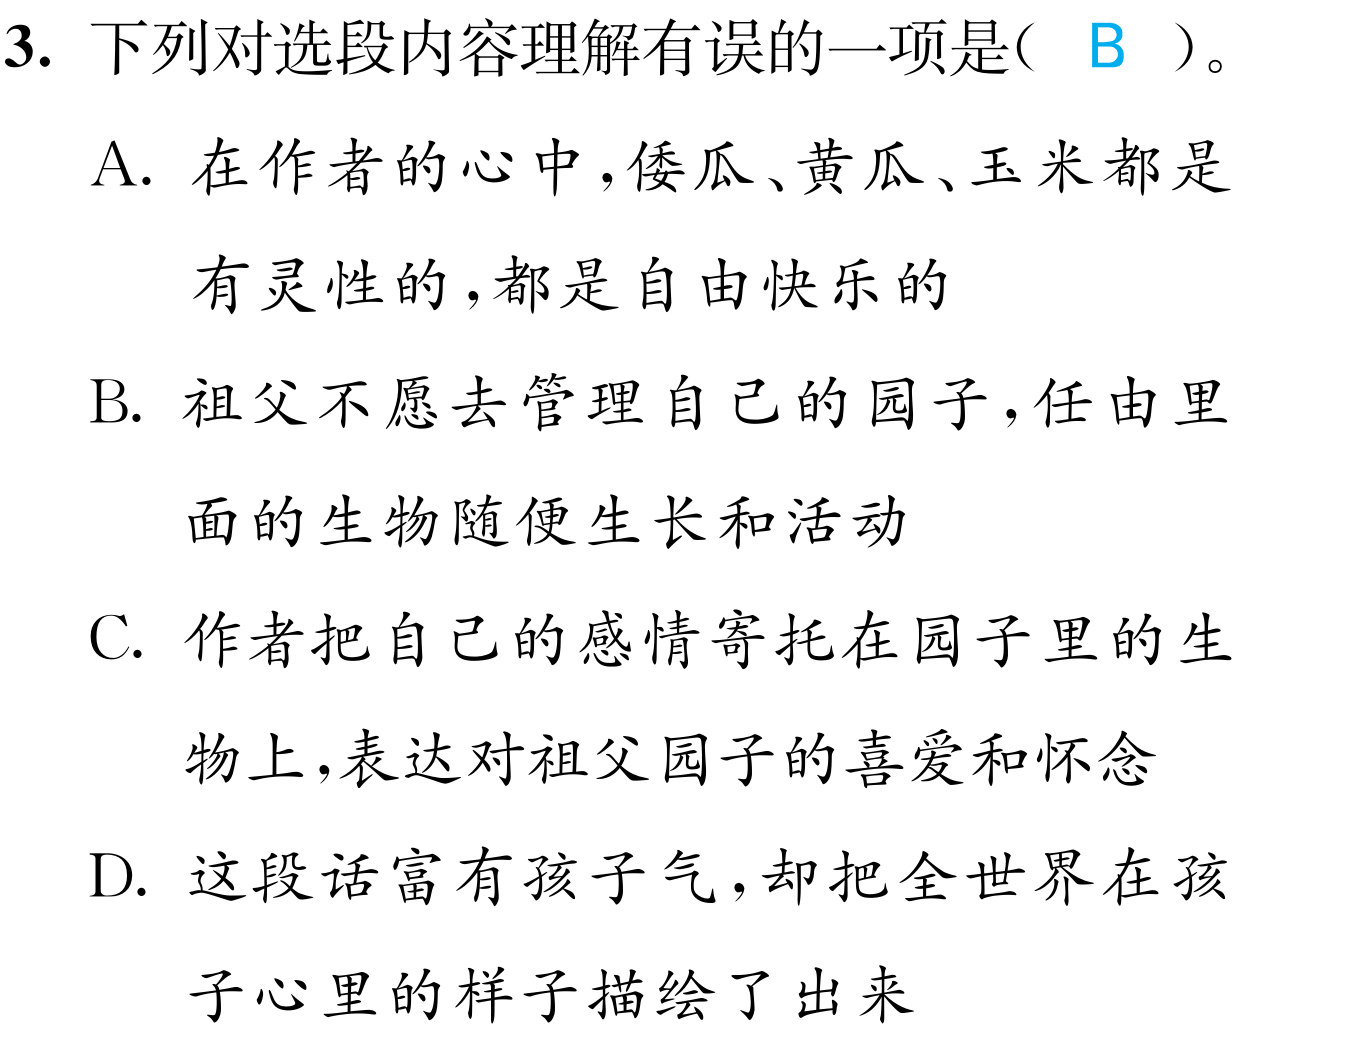 3. 下列对选段内容理解有误的一项是( B )。
A. 在作者的心中,倭瓜、黄瓜、玉米都是
有灵性的,都是自由快乐的
B. 祖父不愿去管理自己的园子,任由里
面的生物随便生长和活动
C. 作者把自己的感情寄托在园子里的生
物上,表达对祖父园子的喜爱和怀念
D. 这段话富有孩子气,却把全世界在孩
子心里的样子描绘了出来